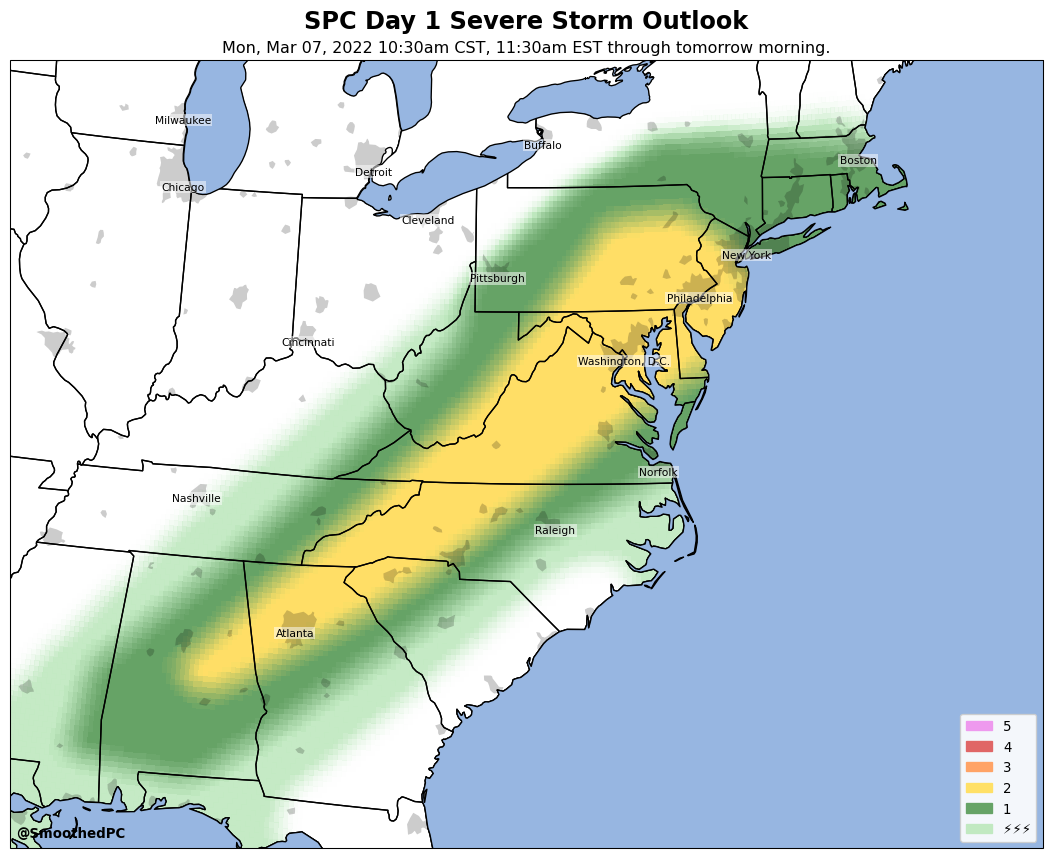 SPC Day 1 Severe Storm Outlook
Mon, Mar 07, 2022 10:30am CST, 11:30am EST through tomorrow morning.
Milwaukee
Buffalo
Boston
Detroit
Chicago
Cleveland
New York
Pittsburgh
Philadelphia
Cincinnati
Washington, D.C.
Norfolk
Nashville
Raleigh
Atlanta
5
4
3
2
1
⚡⚡⚡
@SmoothedPC